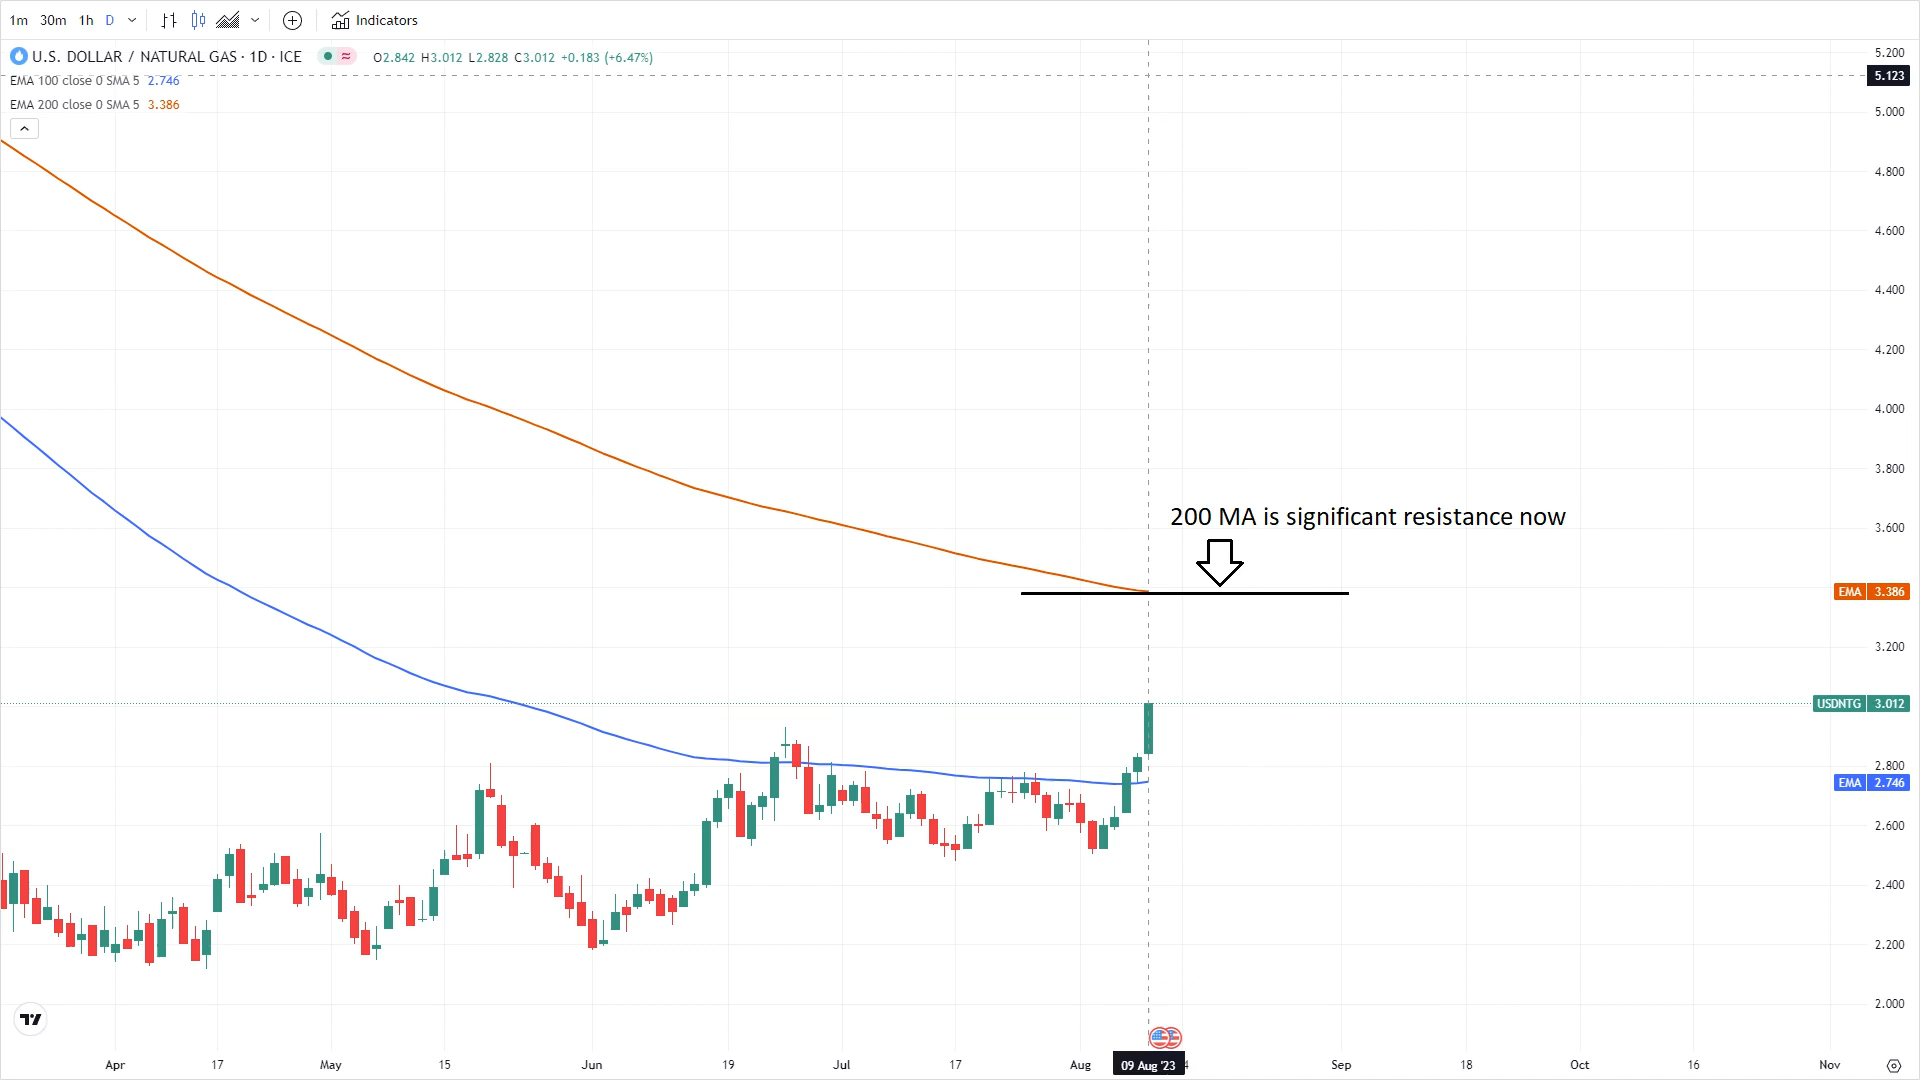 1m 30m 1h D Indicators
U.S. DOLLAR / NATURAL GAS · 1D · ICE ≈ O2.842 H3.012 L2.828 C3.012 +0.183 (+6.47%)
EMA 100 close 0 SMA 5 2.746
EMA 200 close 0 SMA 5 3.386
5.200
5.123
5.000
4.800
4.600
4.400
4.200
4.000
3.800
200 MA is significant resistance now
3.600
EMA 3.386
3.200
USDNTG 3.012
2.800
EMA 2.746
2.600
2.400
2.200
2.000
Apr 17 May 15 Jun 19 Jul 17 Aug 09 Aug '23 4 Sep 18 Oct 16 Nov